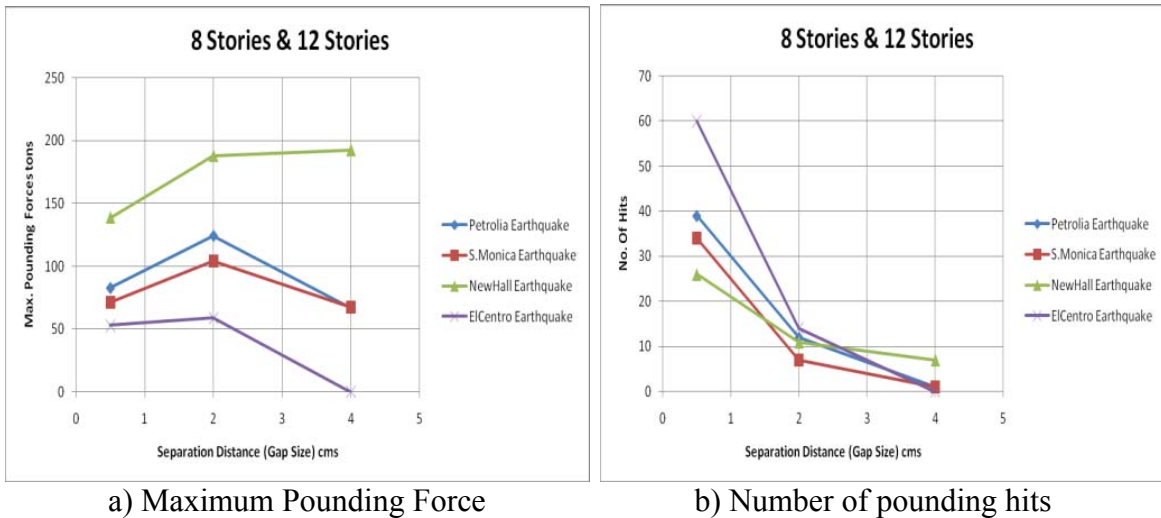 8 Stories & 12 Stories
Max. Pounding Forces tons
250
200
150
100
50
0
0 1 2 3 4 5
Separation Distance (Gap Size) cms
Petrolia Earthquake
S.Monica Earthquake
NewHall Earthquake
ElCentro Earthquake
a) Maximum Pounding Force
8 Stories & 12 Stories
No. Of Hits
70
60
50
40
30
20
10
0
0 1 2 3 4 5
Separation Distance (Gap Size) cms
Petrolia Earthquake
S.Monica Earthquake
NewHall Earthquake
ElCentro Earthquake
b) Number of pounding hits